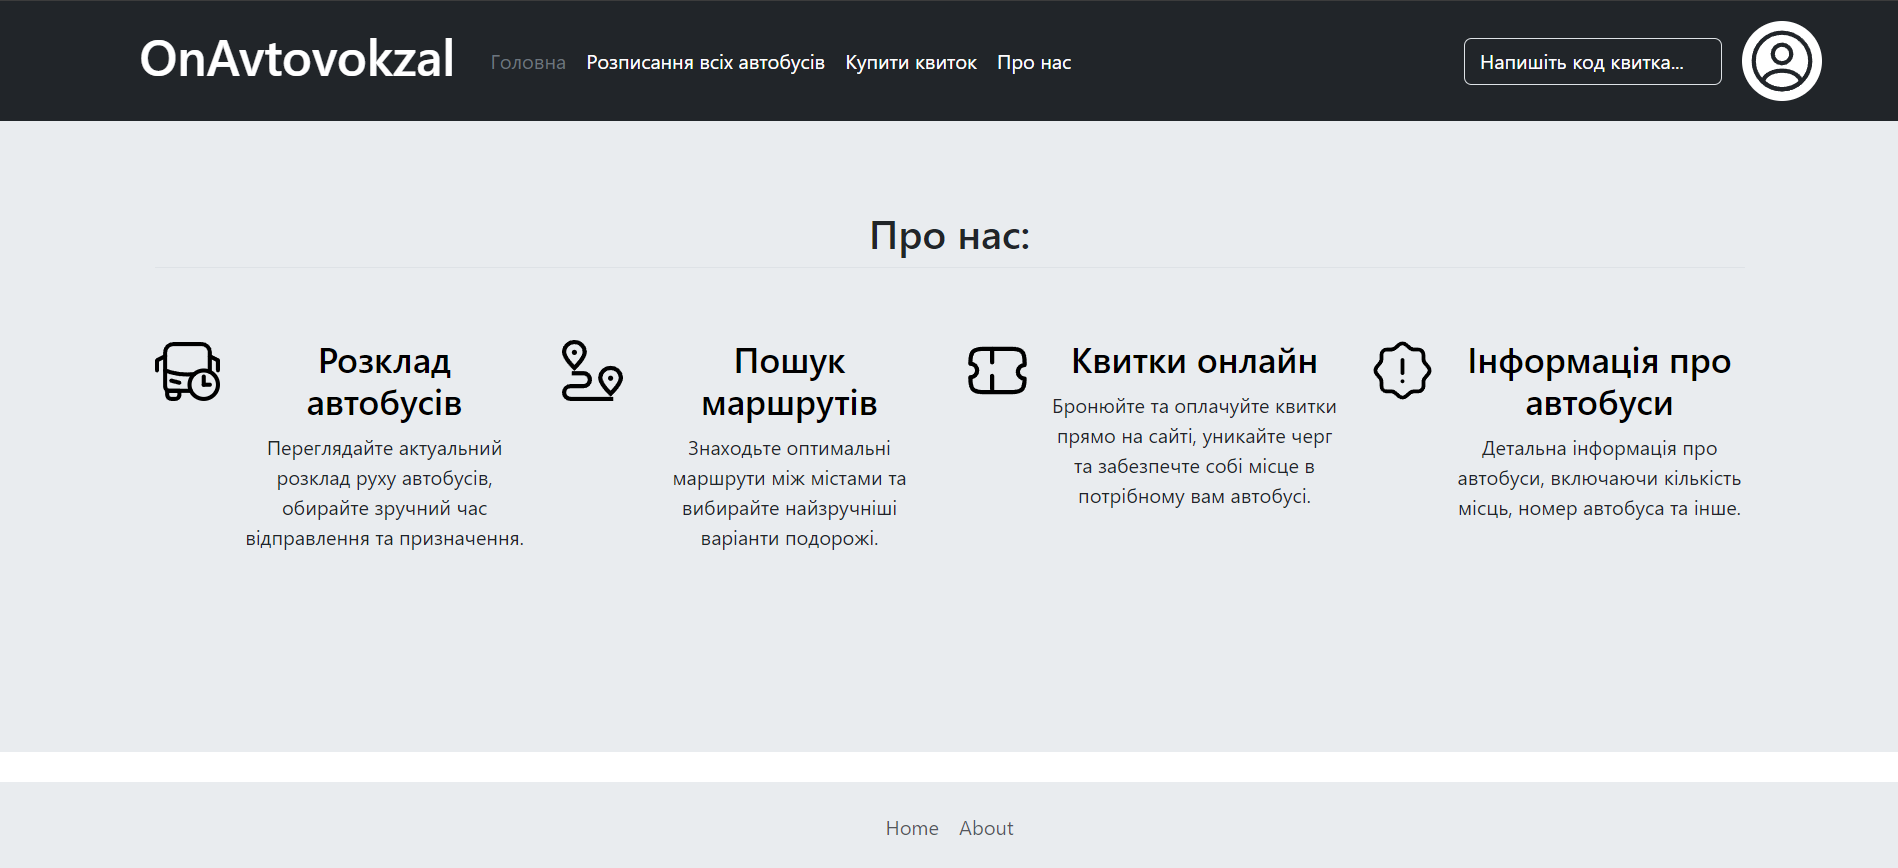 OnAvtovokzal
Головна Розписання всіх автобусів Купити квиток Про нас
Напишіть код квитка...
Про нас:
Розклад
автобусів
Переглядайте актуальний
розклад руху автобусів,
обирайте зручний час
відправлення та призначення.
Пошук
маршрутів
Знаходьте оптимальні
маршрути між містами та
вибирайте найзручніші
варіанти подорожі.
Квитки онлайн
Бронюйте та оплачуйте квитки
прямо на сайті, уникайте черг
та забезпечте собі місце в
потрібному вам автобусі.
Інформація про
автобуси
Детальна інформація про
автобуси, включаючи кількість
місць, номер автобуса та інше.
Home About